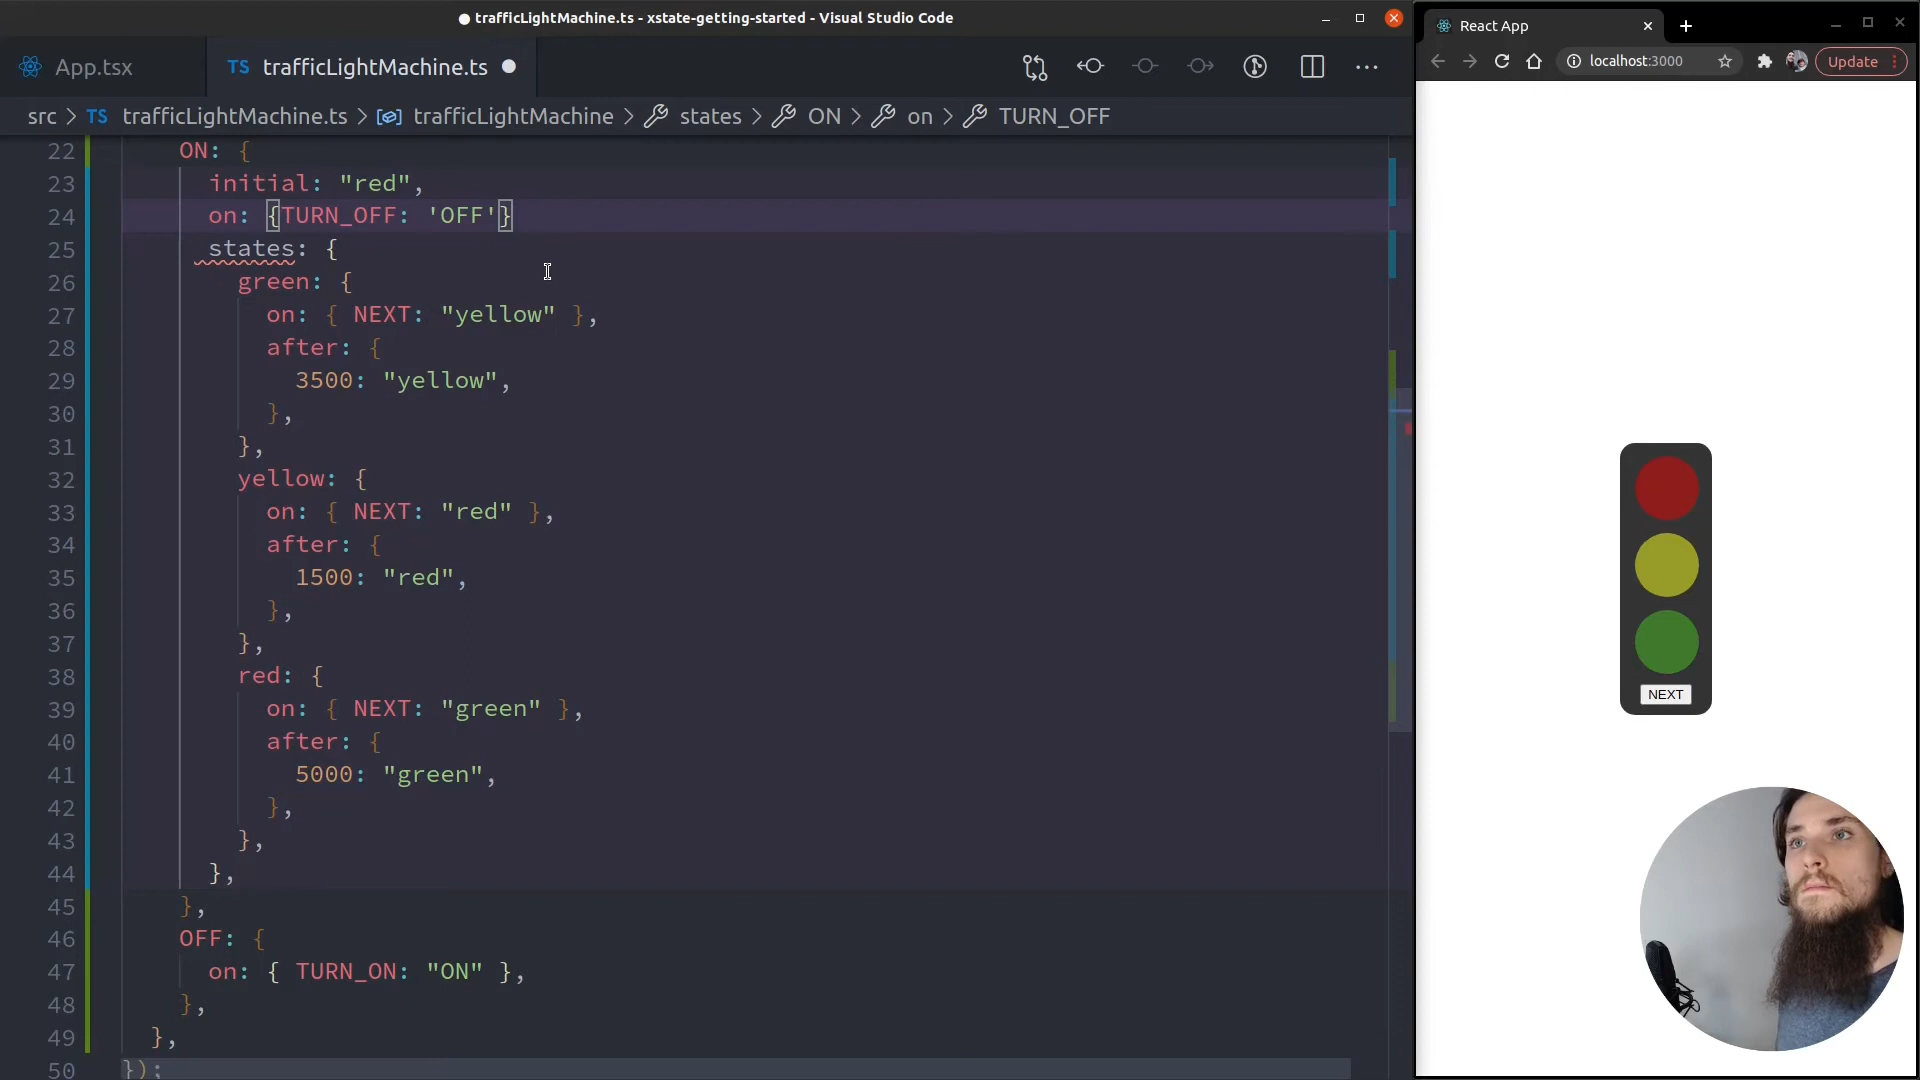 trafficLightMachine.ts - xstate-getting-started - Visual Studio Code
App.tsx
TS trafficLightMachine.ts
src > TS trafficLightMachine.ts > trafficLightMachine > states > ON > on > TURN_OFF
22 ON: {
23 initial: "red",
24 on: {TURN_OFF: 'OFF'}
25 states: {
26 green: {
27 on: { NEXT: "yellow" },
28 after: {
29 3500: "yellow",
30 },
31 },
32 yellow: {
33 on: { NEXT: "red" },
34 after: {
35 1500: "red",
36 },
37 },
38 red: {
39 on: { NEXT: "green" },
40 after: {
41 5000: "green",
42 },
43 },
44 },
45 },
46 OFF: {
47 on: { TURN_ON: "ON" },
48 },
49 },
50 });
React App
localhost:3000
Update
NEXT